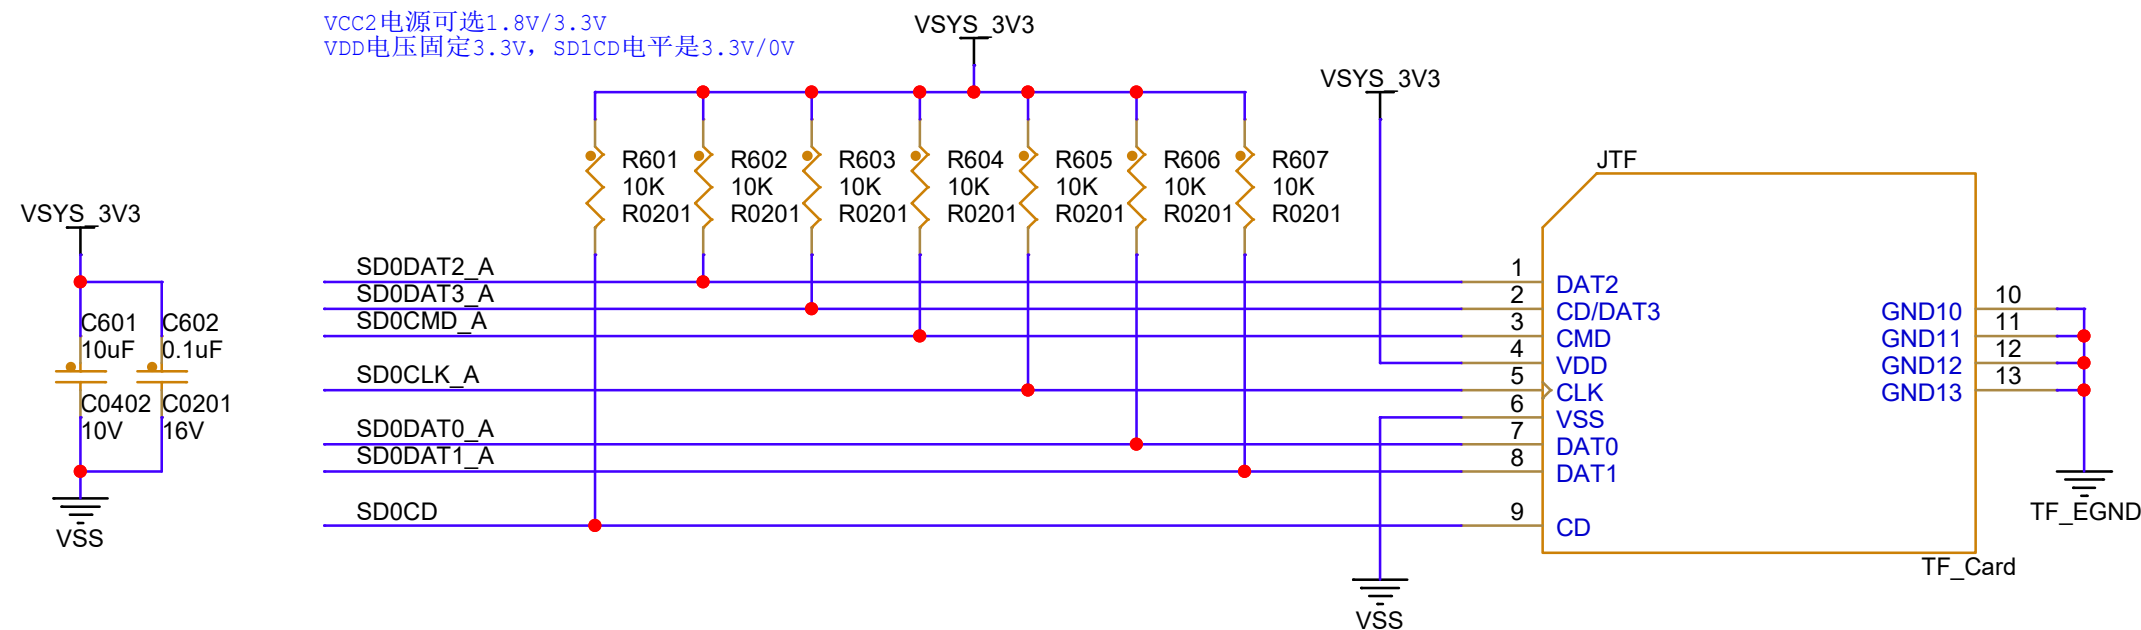 VCC2电源可选1.8V/3.3V
VDD电压固定3.3V，SD1CD电平是3.3V/0V
VSYS_3V3
VSYS_3V3
R601
10K
R0201
R602
10K
R0201
R603
10K
R0201
R604
10K
R0201
R605
10K
R0201
R606
10K
R0201
R607
10K
R0201
JTF
VSYS_3V3
C601
10uF
C0402
10V
C602
0.1uF
C0201
16V
VSS
SD0DAT2_A
SD0DAT3_A
SD0CMD_A
SD0CLK_A
SD0DAT0_A
SD0DAT1_A
SD0CD
1 DAT2
2 CD/DAT3
3 CMD
4 VDD
5 CLK
6 VSS
7 DAT0
8 DAT1
9 CD
GND10 10
GND11 11
GND12 12
GND13 13
TF_EGND
TF_Card
VSS